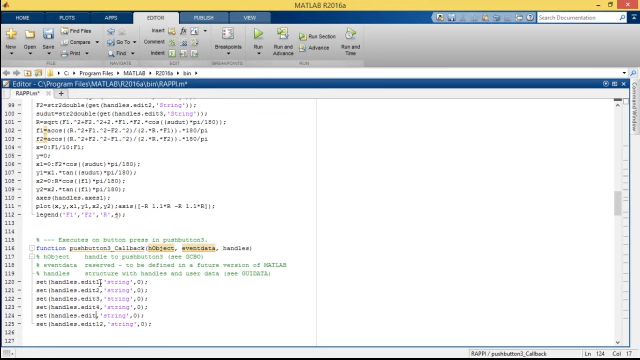 MATLAB R2016a
HOME PLOTS APPS EDITOR PUBLISH VIEW Search Documentation
New Open Save Find Files Compare Print Go To Find Insert Comment Indent Breakpoints Run Run and Advance Run Section Advance Run and Time
FILE NAVIGATE EDIT BREAKPOINTS RUN
C: Program Files MATLAB R2016a bin
Editor - C:\Program Files\MATLAB\R2016a\bin\RAPPI.m*
RAPPI.m*
Command Window
99 F2=str2double(get(handles.edit2,'String'));
100 sudut=str2double(get(handles.edit3,'String');
101 R=sqrt(F1.^2+F2.^2+2.*F1.*F2.*cos((sudut)*pi/180));
102 f1=acos((R.^2+F1.^2-F2.^2)/(2.*R.*F1)).*180/pi
103 f2=acos((R.^2+F2.^2-F1.^2)/(2.*R.*F2)).*180/pi
104 x=0:F1/10:F1;
105 y=0;
106 x1=0:F2*cos((sudut)*pi/180);
107 y1=x1.*tan((sudut)*pi/180);
108 x2=0:R*cos((f1)*pi/180);
109 y2=x2.*tan((f1)*pi/180);
110 axes(handles.axes1);
111 plot(x,y,x1,y1,x2,y2);axis([-R 1.1*R -R 1.1*R]);
112 legend('F1','F2','R',4);
113
114
115 % --- Executes on button press in pushbutton3.
116 function pushbutton3_Callback(hObject, eventdata, handles)
117 % hObject handle to pushbutton3 (see GCBO)
118 % eventdata reserved - to be defined in a future version of MATLAB
119 % handles structure with handles and user data (see GUIDATA)
120 set(handles.edit1,'string',0);
121 set(handles.edit2,'string',0);
122 set(handles.edit3,'string',0);
123 set(handles.edit4,'string',0);
124 set(handles.edit,'string',0);
125 set(handles.edit12,'string',0);
126
127
RAPPI / pushbutton3_Callback Ln 124 Col 17